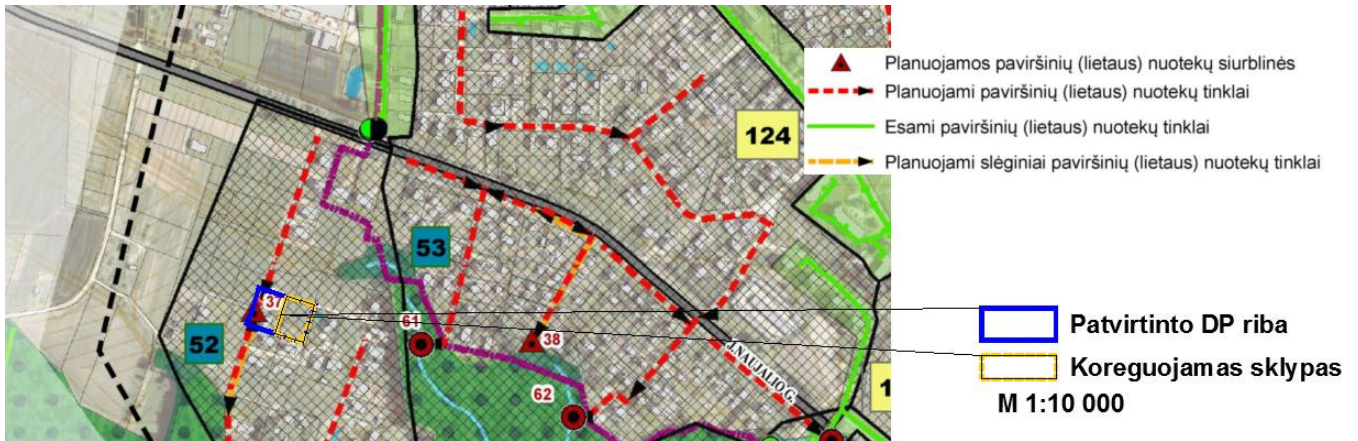 Planuojamos paviršinių (lietaus) nuotekų siurblinės
Planuojami paviršinių (lietaus) nuotekų tinklai
Esami paviršinių (lietaus) nuotekų tinklai
Planuojami slėginiai paviršinių (lietaus) nuotekų tinklai
124
53
37
52
61
38
62
J.NAUJALIO G.
1
Patvirtinto DP riba
Koreguojamas sklypas
M 1:10 000